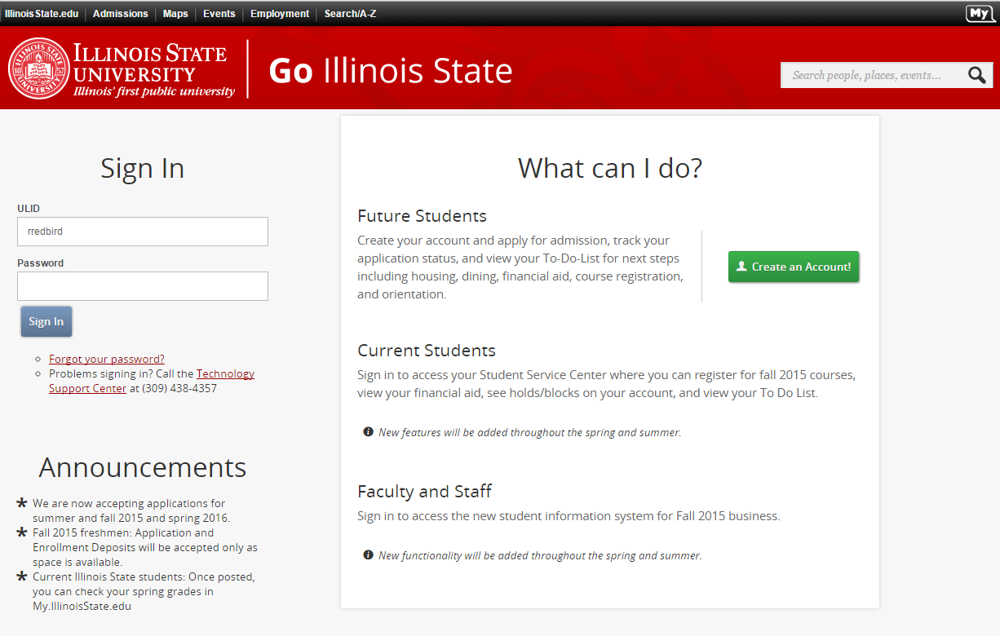 IllinoisState.edu Admissions Maps Events Employment Search/A-Z My
ILLINOIS STATE
UNIVERSITY
Illinois' first public university
Go Illinois State
Search people, places, events...
Sign In
ULID
rredbird
Password
Sign In
Forgot your password?
Problems signing in? Call the Technology
Support Center at (309) 438-4357
Announcements
We are now accepting applications for
summer and fall 2015 and spring 2016.
Fall 2015 freshmen: Application and
Enrollment Deposits will be accepted only as
space is available.
Current Illinois State students: Once posted,
you can check your spring grades in
My.IllinoisState.edu
What can I do?
Future Students
Create your account and apply for admission, track your
application status, and view your To-Do-List for next steps
including housing, dining, financial aid, course registration,
and orientation.
Create an Account!
Current Students
Sign in to access your Student Service Center where you can register for fall 2015 courses,
view your financial aid, see holds/blocks on your account, and view your To Do List.
New features will be added throughout the spring and summer.
Faculty and Staff
Sign in to access the new student information system for Fall 2015 business.
New functionality will be added throughout the spring and summer.